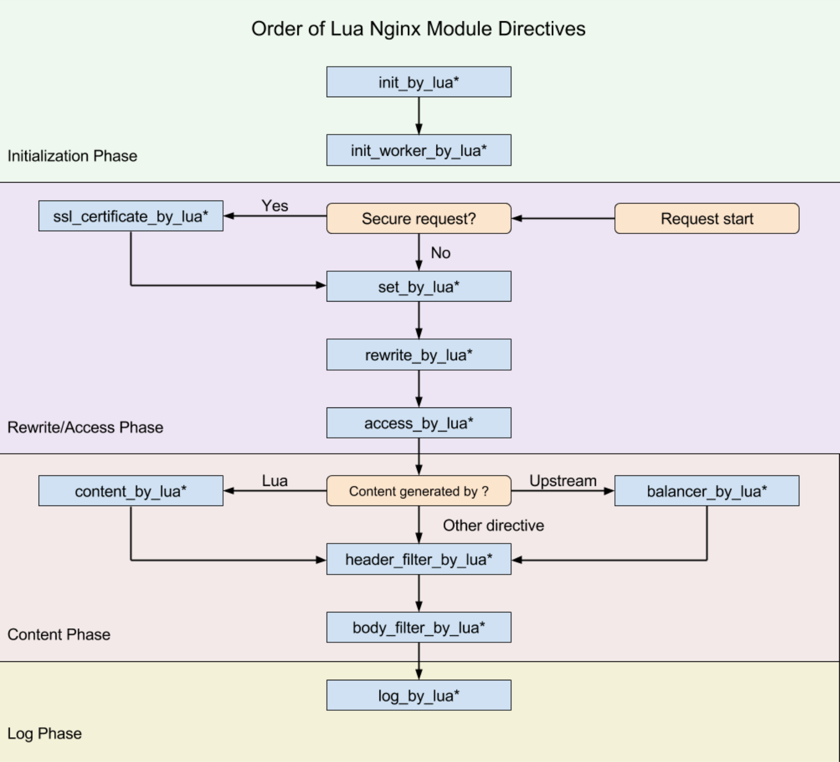 Order of Lua Nginx Module Directives
init_by_lua*
init_worker_by_lua*
Initialization Phase
ssl_certificate_by_lua*
Yes
Secure request?
Request start
No
set_by_lua*
rewrite_by_lua*
access_by_lua*
Rewrite/Access Phase
content_by_lua*
Lua
Content generated by ?
Upstream
balancer_by_lua*
Other directive
header_filter_by_lua*
body_filter_by_lua*
Content Phase
log_by_lua*
Log Phase